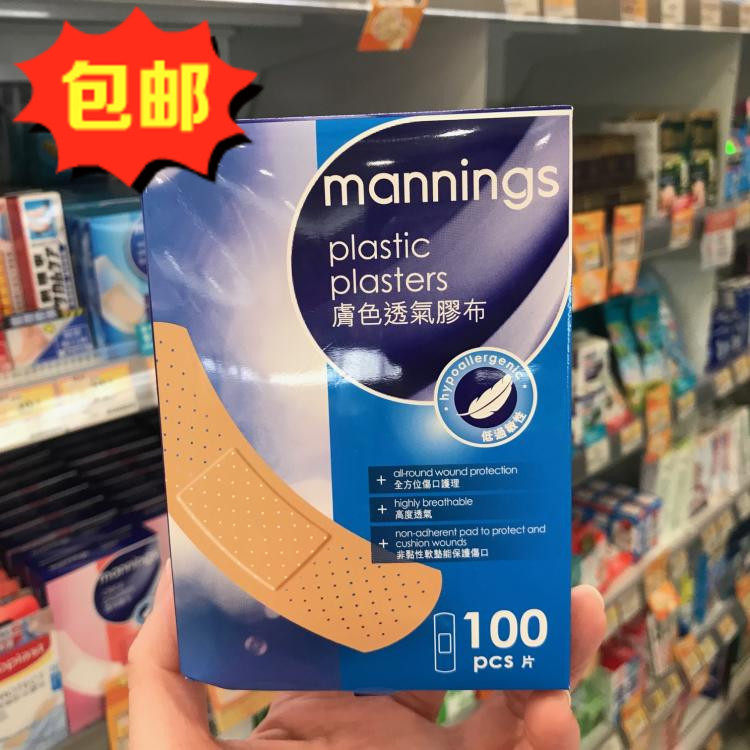 包邮
mannings
plastic
plasters
膚色透氣膠布
hypoallergenic
低過敏性
+ all-round wound protection
全方位傷口護理
+ highly breathable
高度透氣
+ non-adherent pad to protect and
cushion wounds
非黏性軟墊能保護傷口
100
pcs 片
mannings